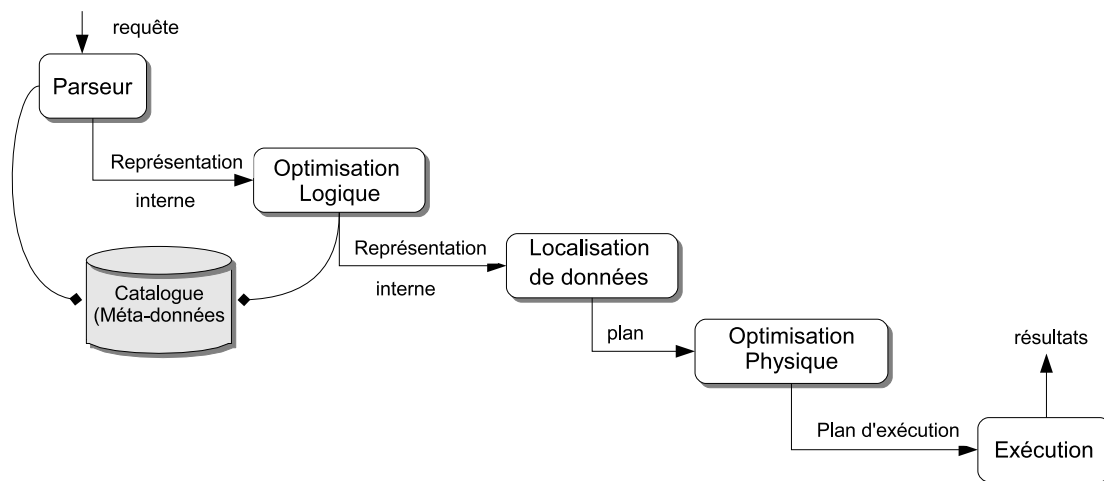 requête
Parseur
Représentation
interne
Optimisation
Logique
Catalogue
(Méta-données
Représentation
interne
Localisation
de données
plan
Optimisation
Physique
Plan d'exécution
résultats
Exécution